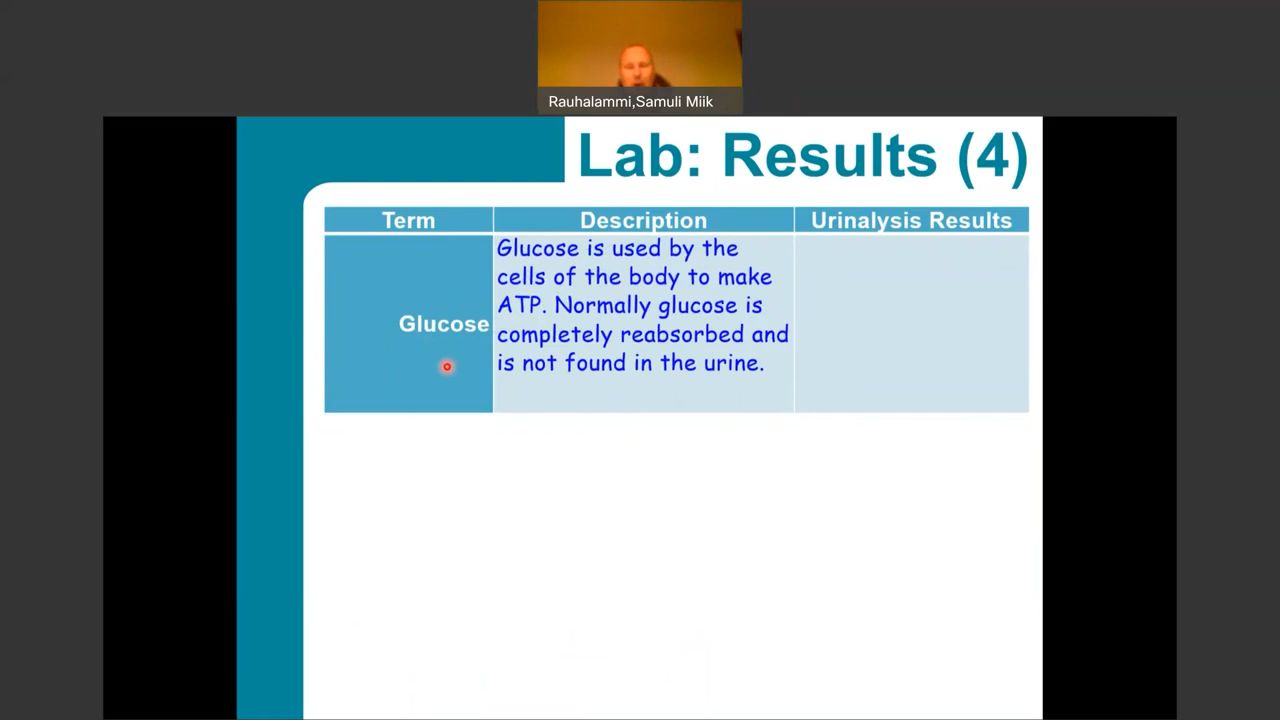 Rauhalammi,Samuli Miik
Lab: Results (4)
Term
Description
Urinalysis Results
Glucose
Glucose is used by the
cells of the body to make
ATP. Normally glucose is
completely reabsorbed and
is not found in the urine.